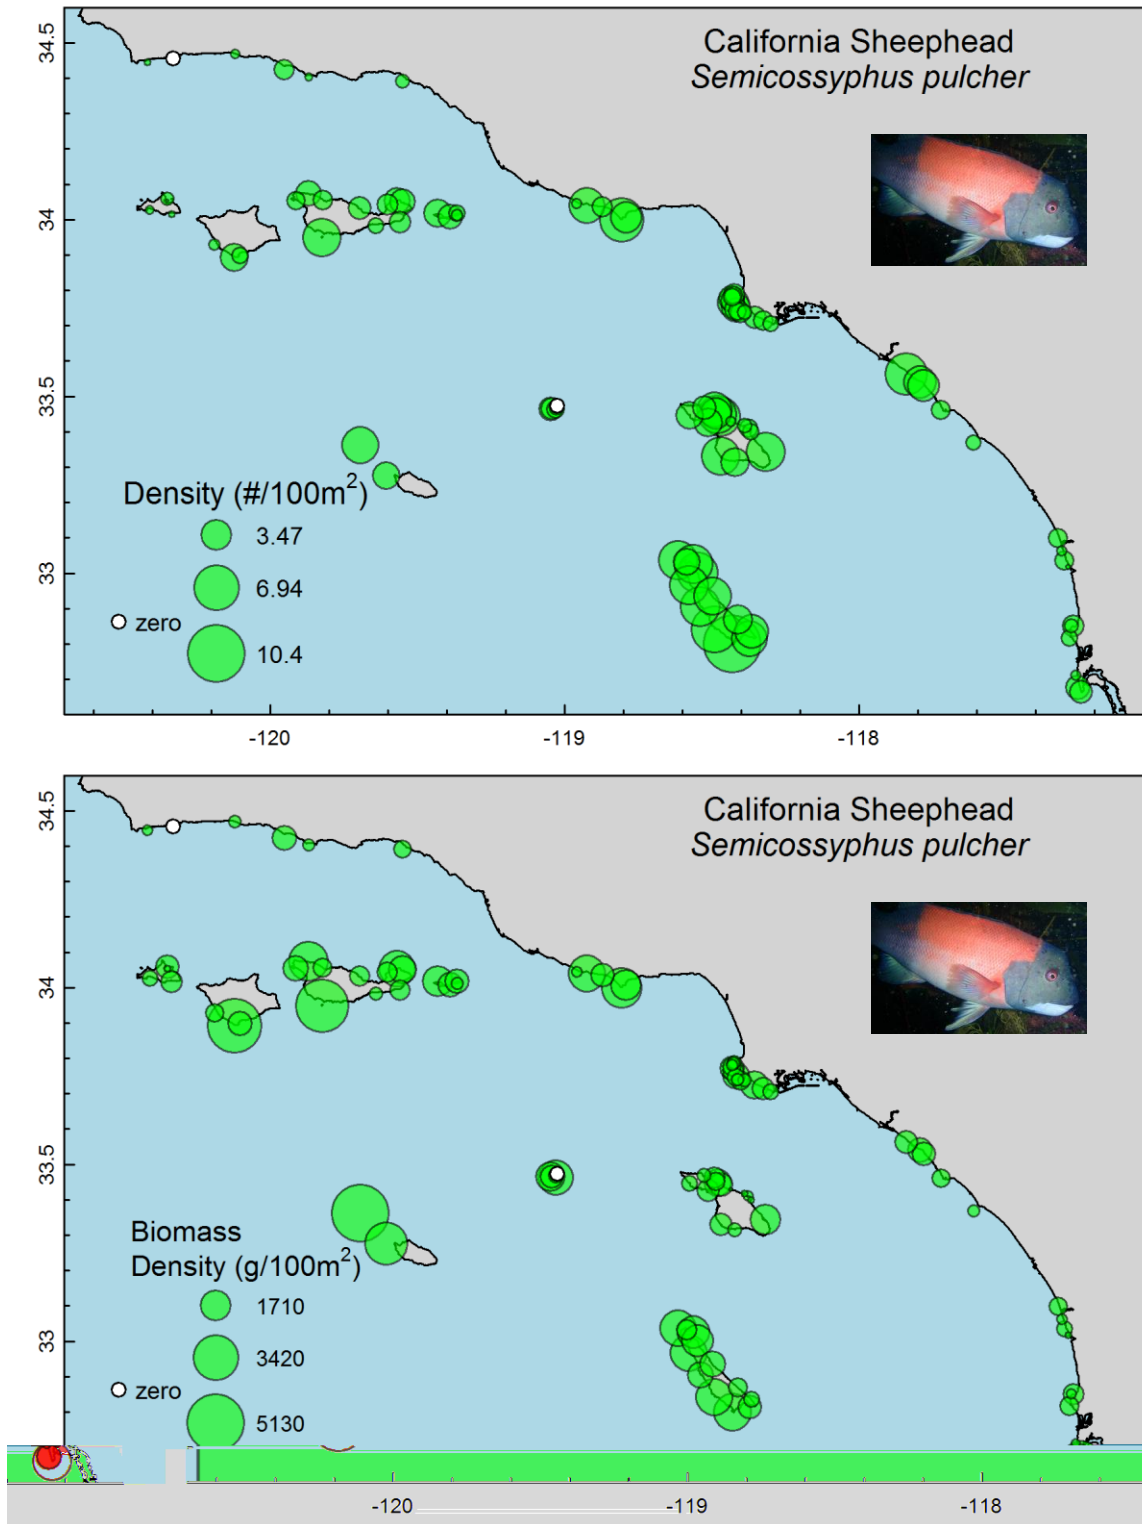 California Sheephead
Semicossyphus pulcher
34.5
34
33.5
33
Density (#/100m²)
3.47
6.94
zero
10.4
-120
-119
-118
California Sheephead
Semicossyphus pulcher
34.5
34
33.5
33
Biomass
Density (g/100m²)
1710
3420
zero
5130
-120
-119
-118